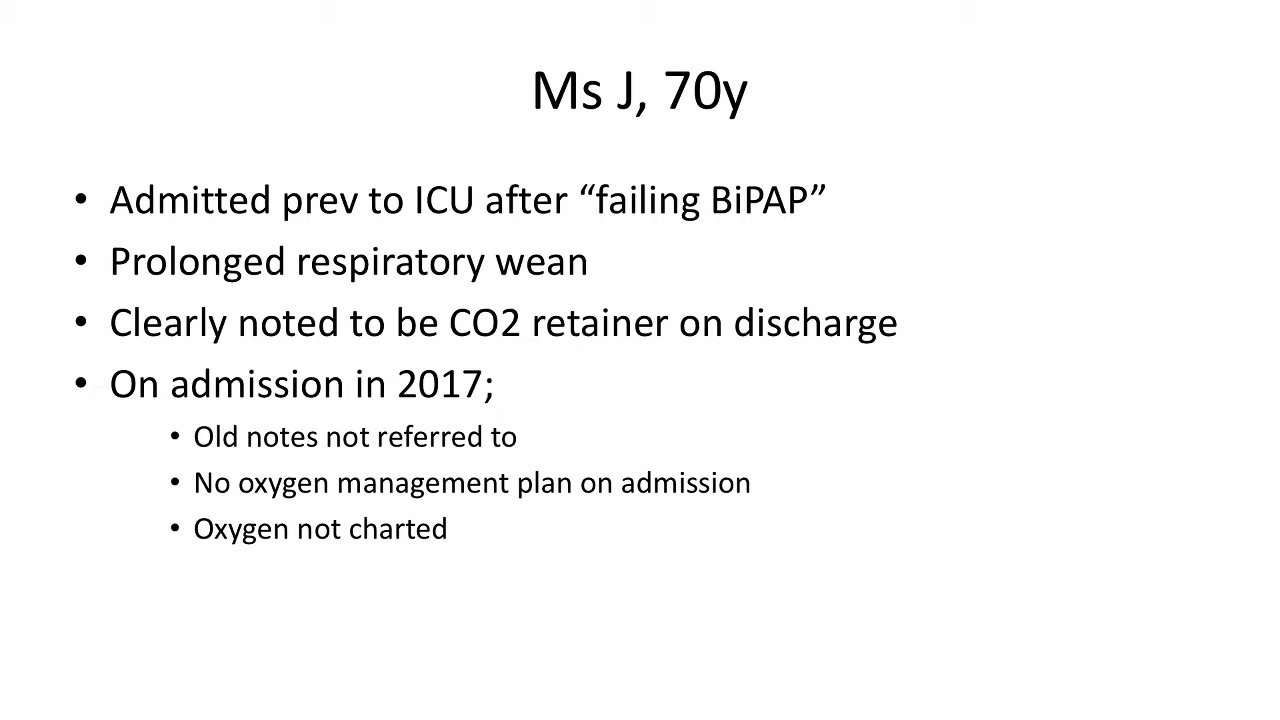 Ms J, 70y
• Admitted prev to ICU after “failing BiPAP”
• Prolonged respiratory wean
• Clearly noted to be CO2 retainer on discharge
• On admission in 2017;
• Old notes not referred to
• No oxygen management plan on admission
• Oxygen not charted